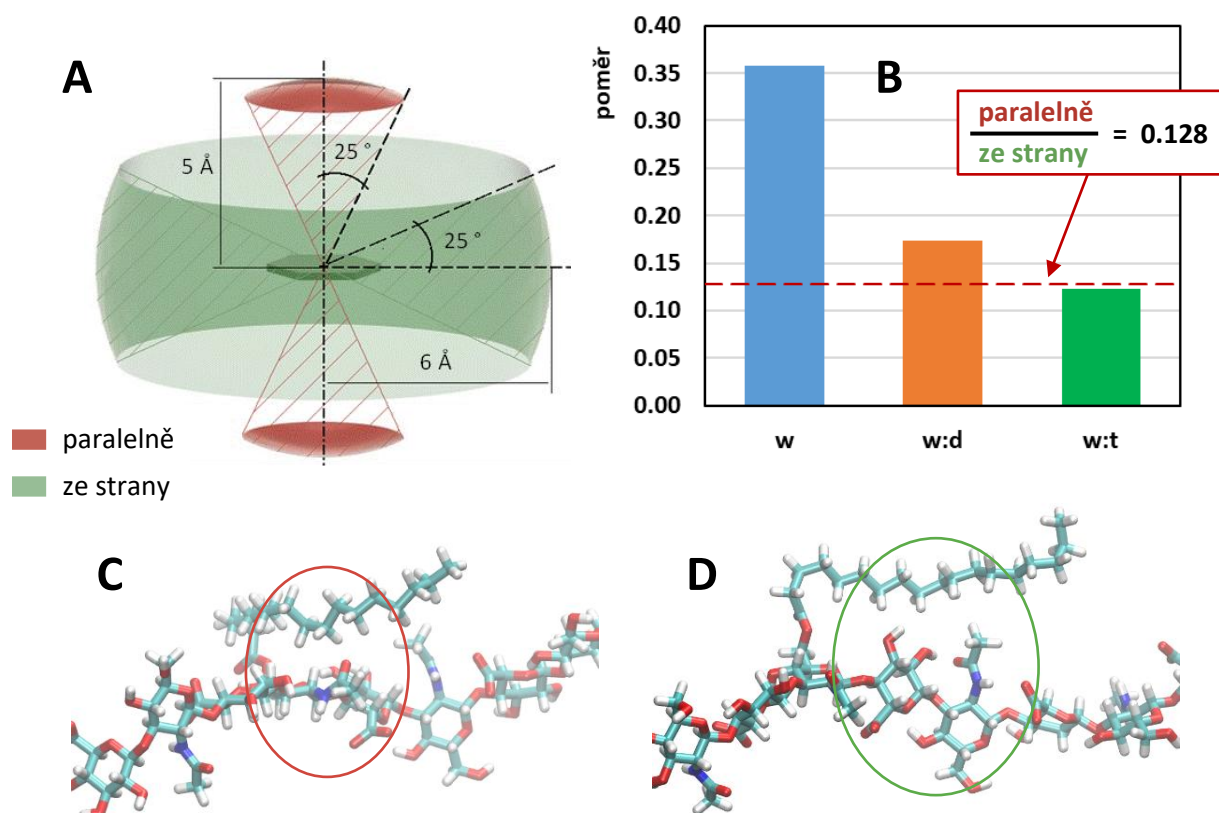 A
5 Å
25 °
25 °
6 Å
paralelně
ze strany
B
poměr
0.40
0.35
0.30
0.25
0.20
0.15
0.10
0.05
0.00
paralelně
ze strany
= 0.128
w
w:d
w:t
C
D